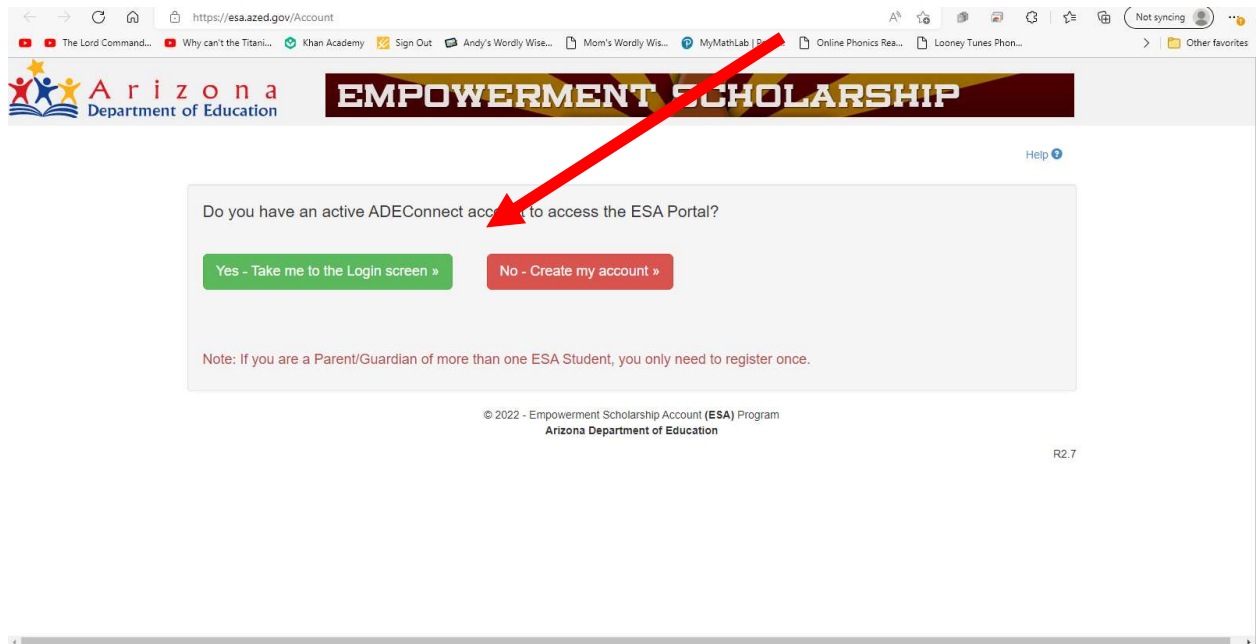 https://esa.azed.gov/Account
Not syncing
The Lord Command... Why can't the Titani... Khan Academy Sign Out Andy's Wordly Wise... Mom's Wordly Wis... MyMathLab | Online Phonics Rea... Looney Tunes Phon... Other favorites
Arizona
Department of Education
EMPOWERMENT SCHOLARSHIP
Help
Do you have an active ADEConnect account to access the ESA Portal?
Yes - Take me to the Login screen » No - Create my account »
Note: If you are a Parent/Guardian of more than one ESA Student, you only need to register once.
© 2022 - Empowerment Scholarship Account (ESA) Program
Arizona Department of Education
R2.7